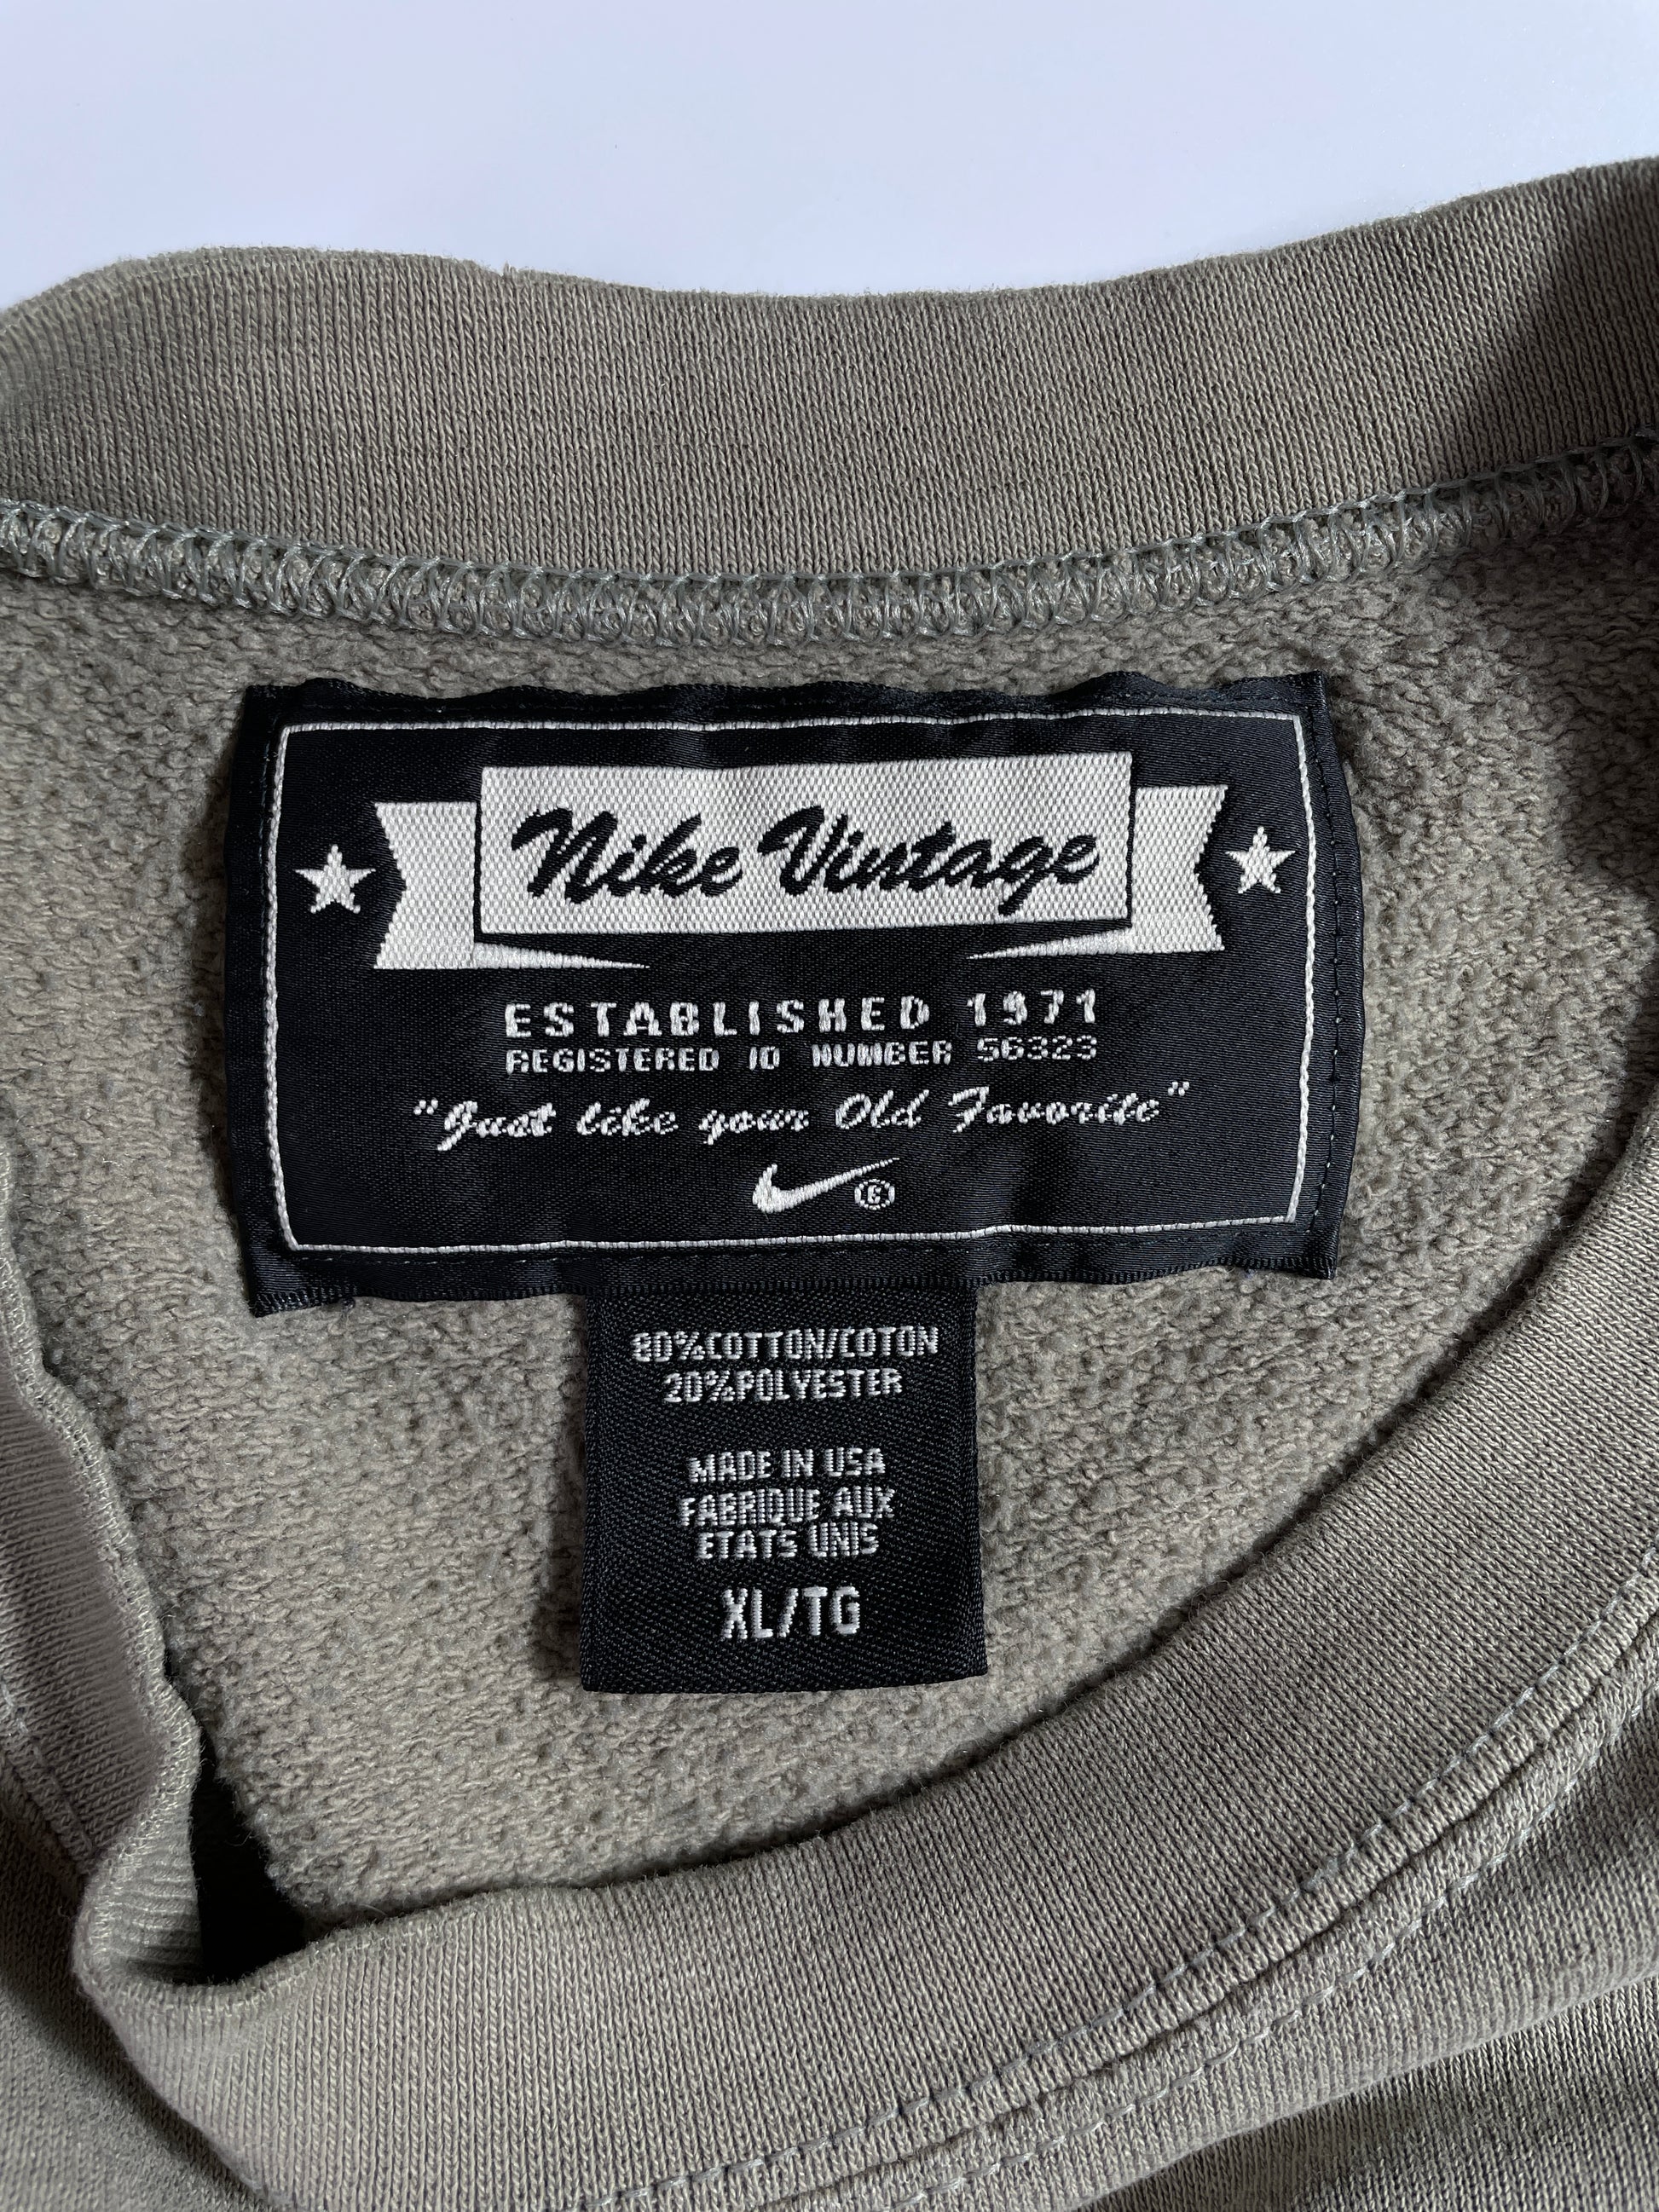 Nike Vintage
ESTABLISHED 1971
REGISTERED ID NUMBER 56323
"Just like your Old Favorite"
®
80%COTTON/COTON
20%POLYESTER
MADE IN USA
FABRIQUE AUX
ETATS UNIS
XL/TG